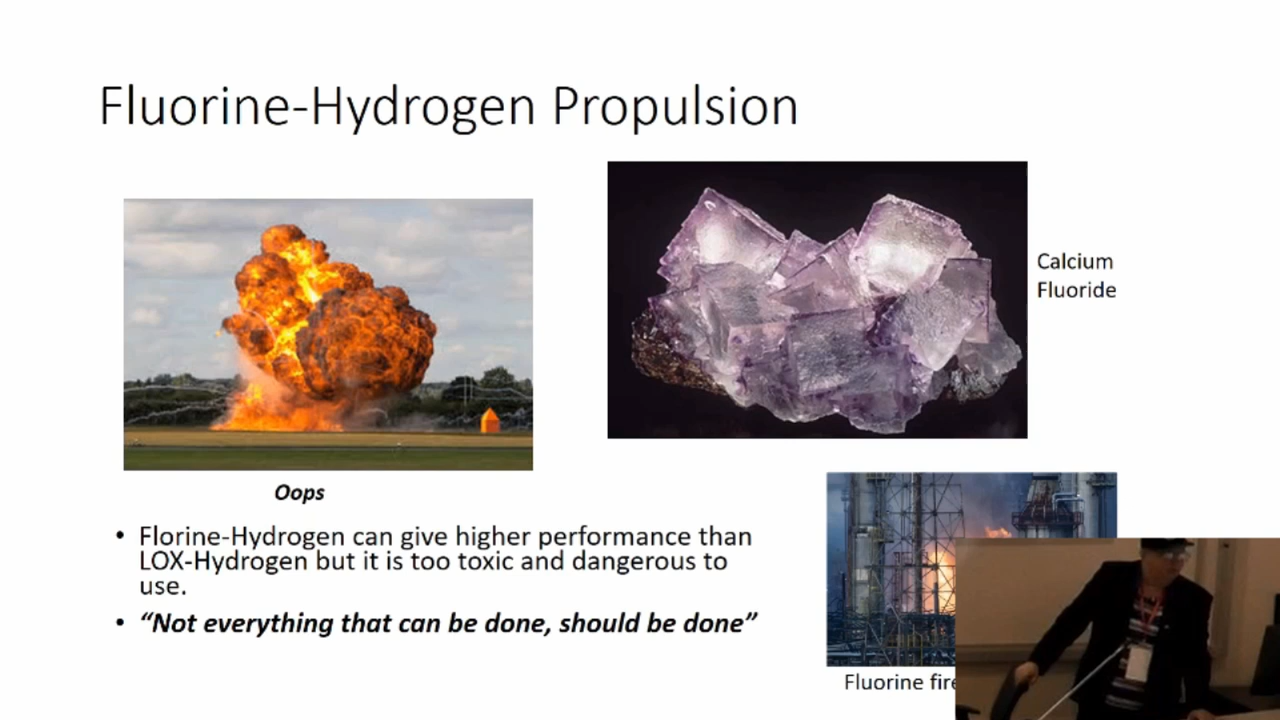 Fluorine-Hydrogen Propulsion
Calcium
Fluoride
Oops
• Florine-Hydrogen can give higher performance than
LOX-Hydrogen but it is too toxic and dangerous to
use.
• “Not everything that can be done, should be done”
Fluorine fire